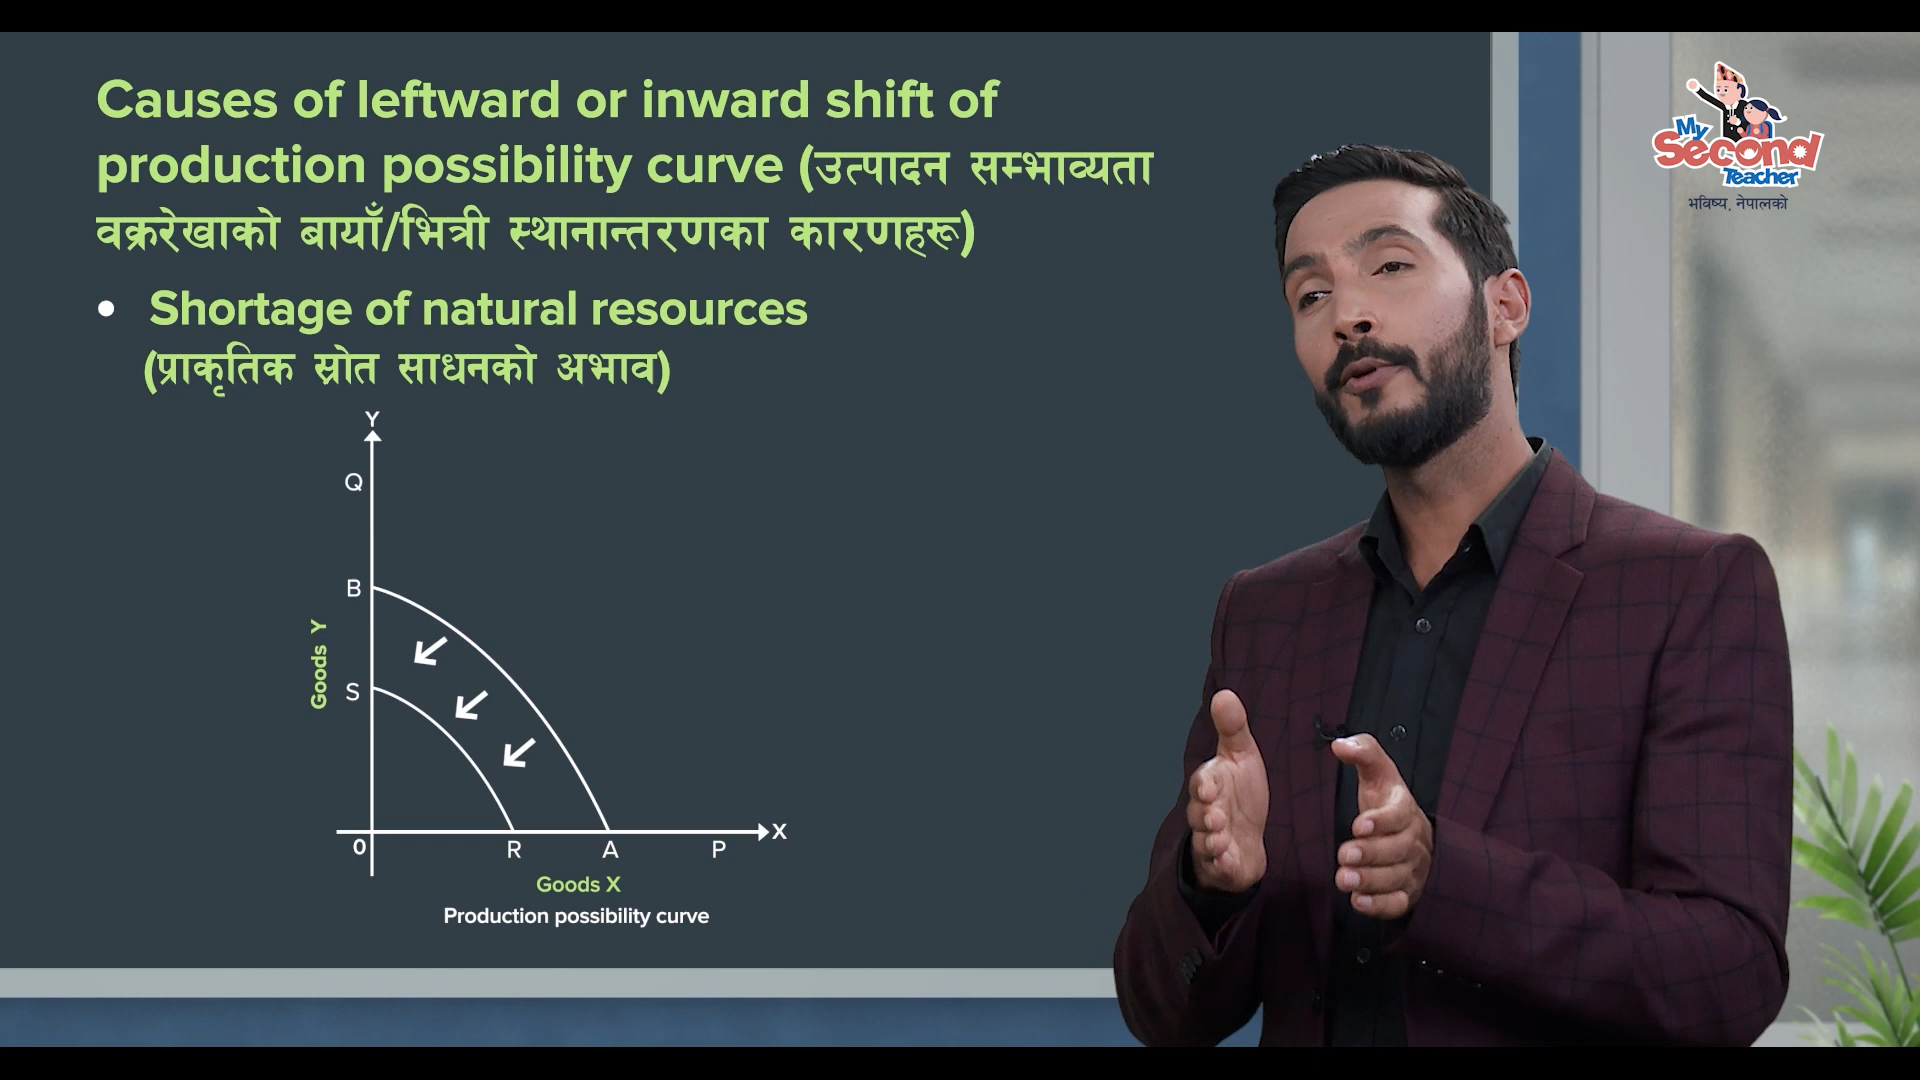 Causes of leftward or inward shift of
production possibility curve (उत्पादन सम्भाव्यता
वक्ररेखाको बायाँ/भित्री स्थानान्तरणका कारणहरू)
• Shortage of natural resources
(प्राकृतिक स्रोत साधनको अभाव)
Y
Q
B
Goods Y
S
0
R A P
X
Goods X
Production possibility curve
My
Second
Teacher
भविष्य, नेपालको